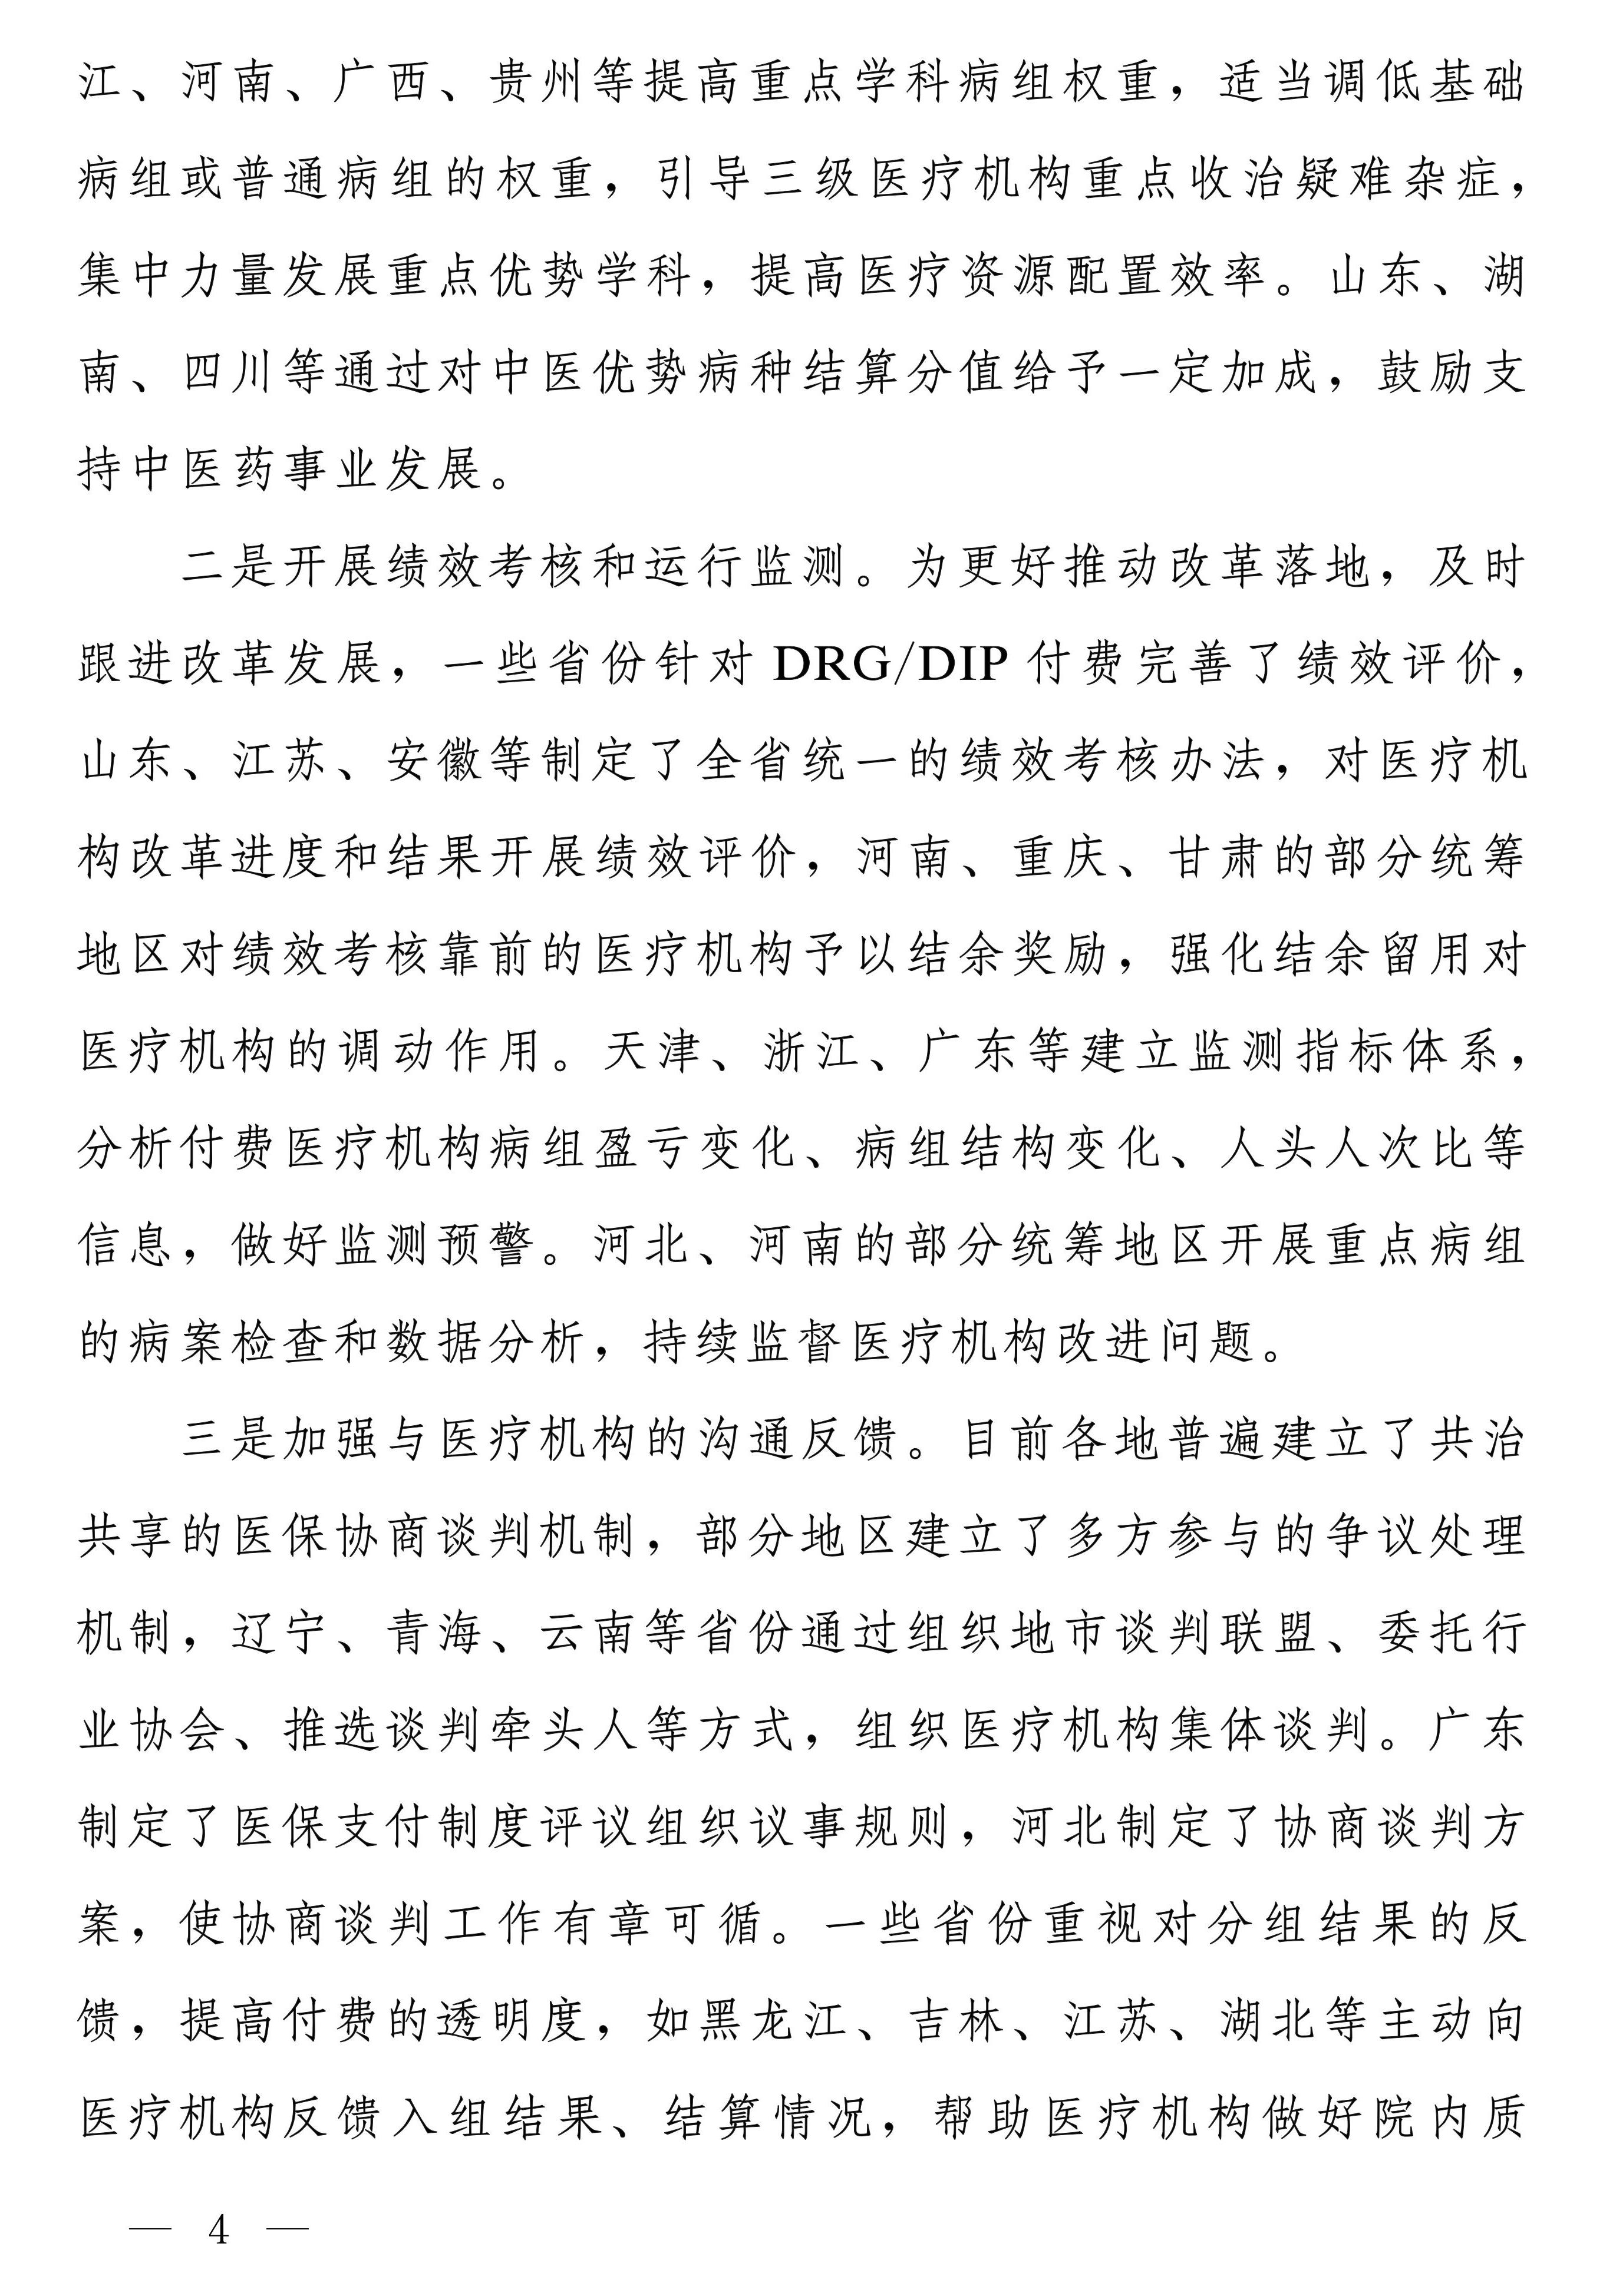 江、河南、广西、贵州等提高重点学科病组权重，适当调低基础
病组或普通病组的权重，引导三级医疗机构重点收治疑难杂症，
集中力量发展重点优势学科，提高医疗资源配置效率。山东、湖
南、四川等通过对中医优势病种结算分值给予一定加成，鼓励支
持中医药事业发展。
二是开展绩效考核和运行监测。为更好推动改革落地，及时
跟进改革发展，一些省份针对 DRG/DIP 付费完善了绩效评价，
山东、江苏、安徽等制定了全省统一的绩效考核办法，对医疗机
构改革进度和结果开展绩效评价，河南、重庆、甘肃的部分统筹
地区对绩效考核靠前的医疗机构予以结余奖励，强化结余留用对
医疗机构的调动作用。天津、浙江、广东等建立监测指标体系，
分析付费医疗机构病组盈亏变化、病组结构变化、人头人次比等
信息，做好监测预警。河北、河南的部分统筹地区开展重点病组
的病案检查和数据分析，持续监督医疗机构改进问题。
三是加强与医疗机构的沟通反馈。目前各地普遍建立了共治
共享的医保协商谈判机制，部分地区建立了多方参与的争议处理
机制，辽宁、青海、云南等省份通过组织地市谈判联盟、委托行
业协会、推选谈判牵头人等方式，组织医疗机构集体谈判。广东
制定了医保支付制度评议组织议事规则，河北制定了协商谈判方
案，使协商谈判工作有章可循。一些省份重视对分组结果的反
馈，提高付费的透明度，如黑龙江、吉林、江苏、湖北等主动向
医疗机构反馈入组结果、结算情况，帮助医疗机构做好院内质
— 4 —